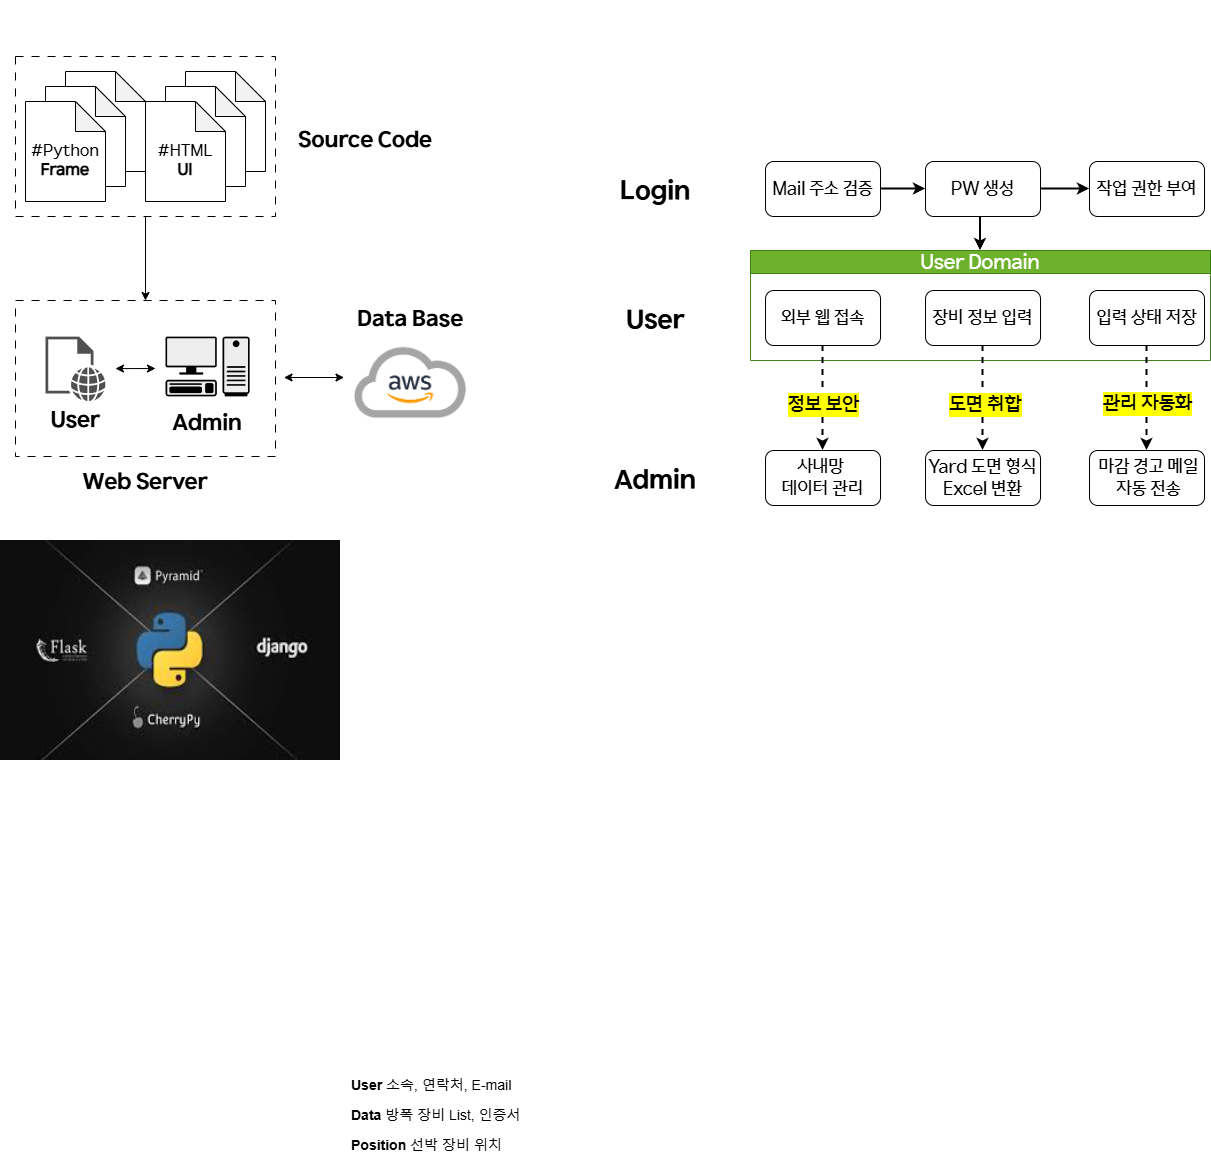 #Python
Frame
#HTML
UI
Source Code
User
Admin
Web Server
Data Base
aws
Login
Mail 주소 검증
PW 생성
작업 권한 부여
User Domain
User
외부 웹 접속
장비 정보 입력
입력 상태 저장
정보 보안
도면 취합
관리 자동화
Admin
사내망
데이터 관리
Yard 도면 형식
Excel 변환
마감 경고 메일
자동 전송
Pyramid
Flask
django
CherryPy
User 소속, 연락처, E-mail
Data 방폭 장비 List, 인증서
Position 선박 장비 위치